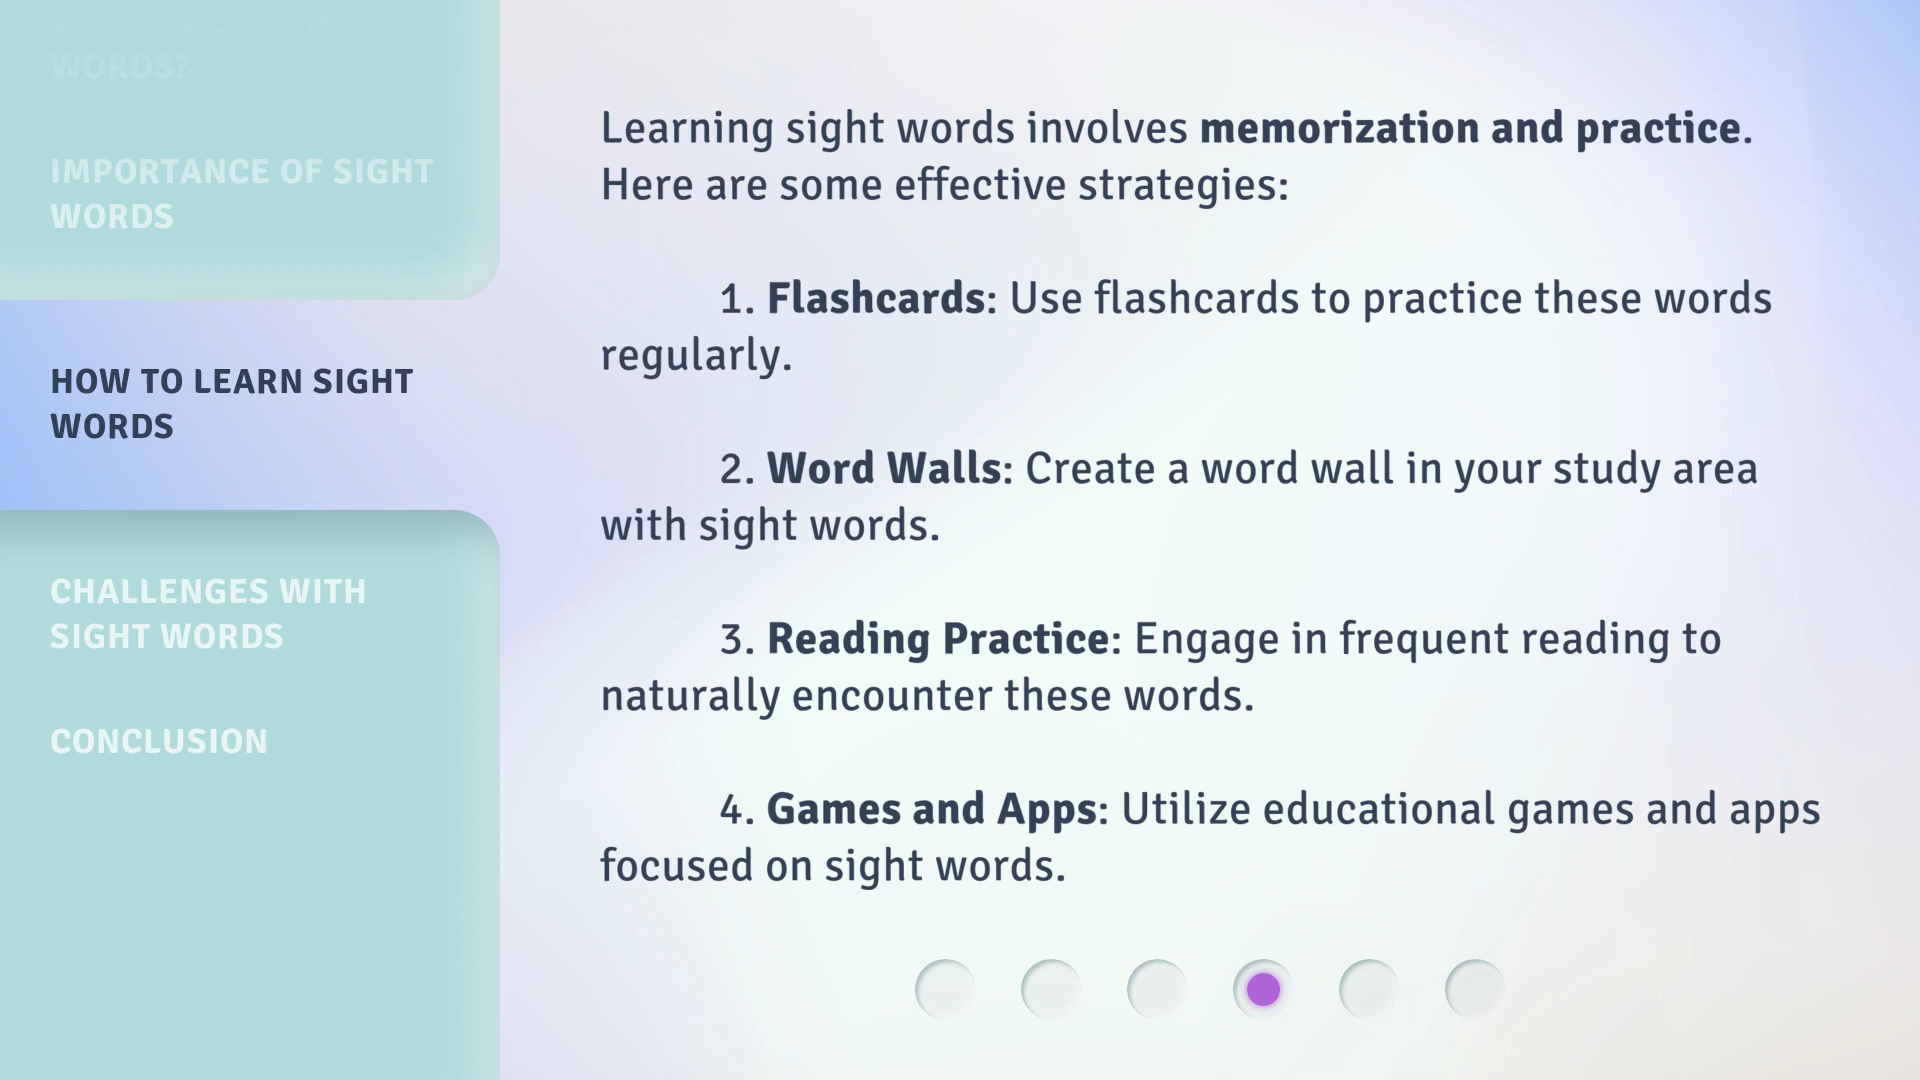 WHAT ARE SIGHT
WORDS?
IMPORTANCE OF SIGHT
WORDS
HOW TO LEARN SIGHT
WORDS
CHALLENGES WITH
SIGHT WORDS
CONCLUSION
Learning sight words involves memorization and practice.
Here are some effective strategies:
1. Flashcards: Use flashcards to practice these words
regularly.
2. Word Walls: Create a word wall in your study area
with sight words.
3. Reading Practice: Engage in frequent reading to
naturally encounter these words.
4. Games and Apps: Utilize educational games and apps
focused on sight words.